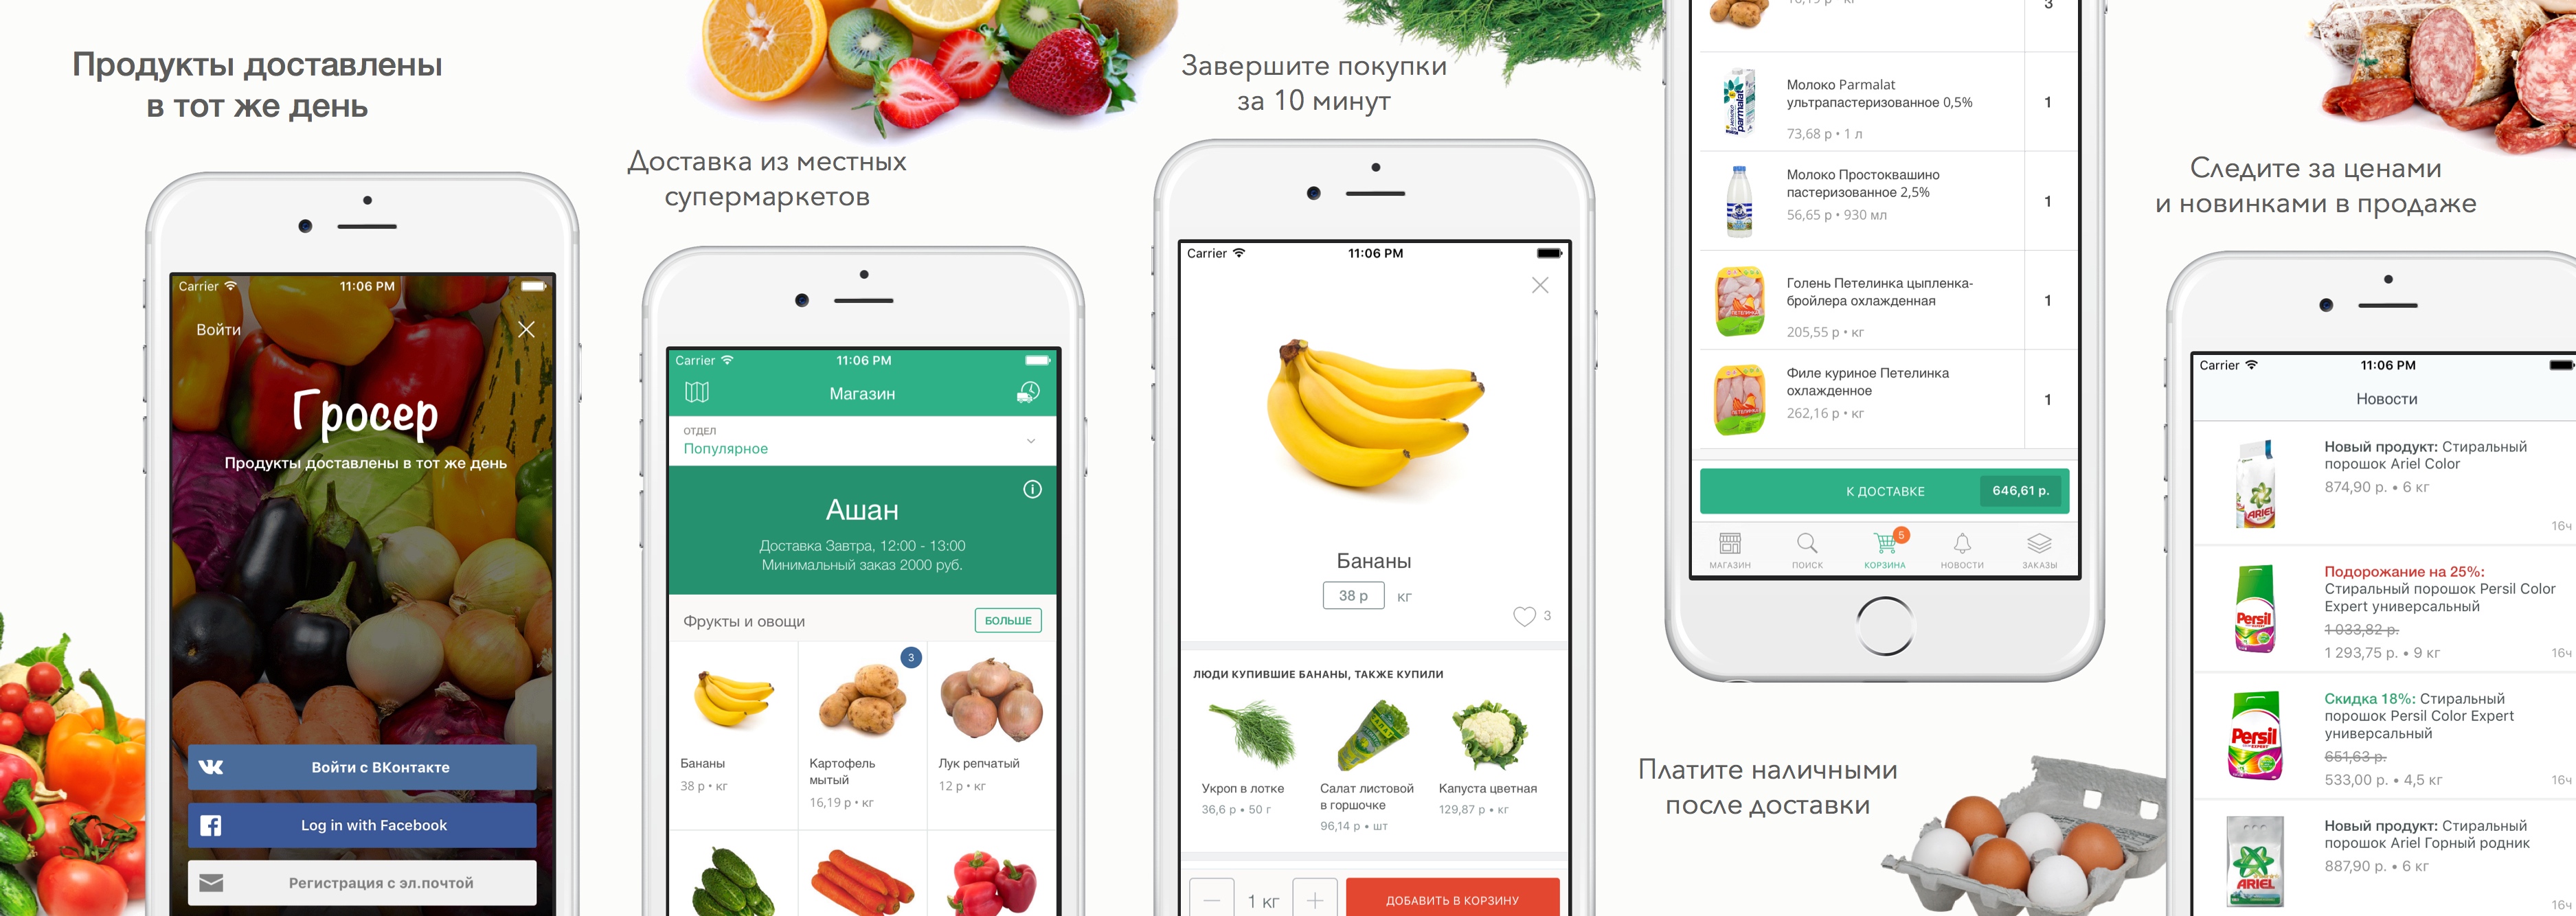 Продукты доставлены
в тот же день
Carrier
11:06 PM
Войти
Гросер
Продукты доставлены в тот же день
Войти с ВКонтакте
Log in with Facebook
Регистрация с эл.почтой
Доставка из местных
супермаркетов
Carrier
11:06 PM
Магазин
ОТДЕЛ
Популярное
Ашан
Доставка Завтра, 12:00 - 13:00
Минимальный заказ 2000 руб.
Фрукты и овощи
БОЛЬШЕ
3
Бананы
38 р • кг
Картофель
мытый
16,19 р • кг
Лук репчатый
12 р • кг
Завершите покупки
за 10 минут
Carrier
11:06 PM
Бананы
38 р кг
3
ЛЮДИ КУПИВШИЕ БАНАНЫ, ТАКЖЕ КУПИЛИ
Укроп в лотке
36,6 р • 50 г
Салат листовой
в горшочке
96,14 р • шт
Капуста цветная
129,87 р • кг
1 кг
ДОБАВИТЬ В КОРЗИНУ
3
Молоко Parmalat
ультрапастеризованное 0,5%
73,68 р • 1 л
1
Молоко Простоквашино
пастеризованное 2,5%
56,65 р • 930 мл
1
Голень Петелинка цыпленка-
бройлера охлажденная
205,55 р • кг
1
Филе куриное Петелинка
охлажденное
262,16 р • кг
1
К ДОСТАВКЕ
646,61 р.
5
МАГАЗИН
ПОИСК
КОРЗИНА
НОВОСТИ
ЗАКАЗЫ
Платите наличными
после доставки
Следите за ценами
и новинками в продаже
Carrier
11:06 PM
Новости
Новый продукт: Стиральный
порошок Ariel Color
874,90 р. • 6 кг
16ч
ARIEL
Подорожание на 25%:
Стиральный порошок Persil Color
Expert универсальный
1 033,82 р.
1 293,75 р. • 9 кг
16ч
Persil
Скидка 18%: Стиральный
порошок Persil Color Expert
универсальный
651,63 р.
533,00 р. • 4,5 кг
16ч
Persil
Новый продукт: Стиральный
порошок Ariel Горный родник
887,90 р. • 6 кг
16ч
ARIEL